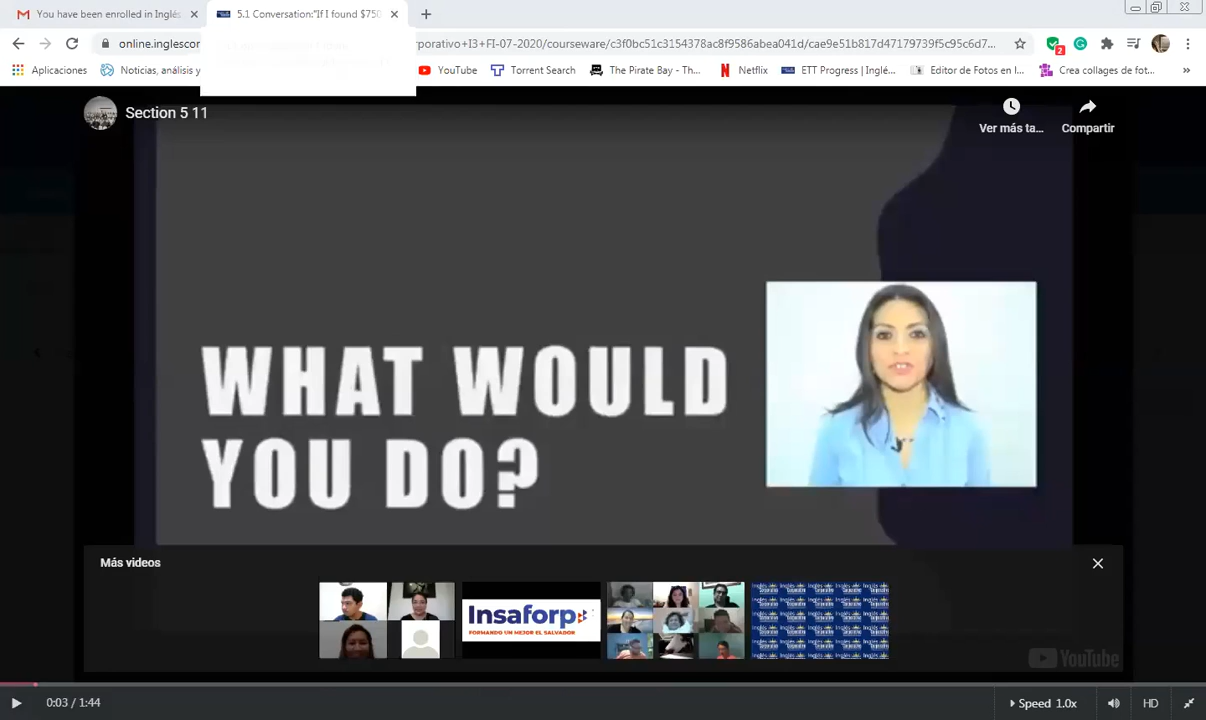 You have been enrolled in Inglés
5.1 Conversation:"If I found $750
online.inglescor
rporativo+I3+FI-07-2020/courseware/c3f0bc51c3154378ac8f9586abea041d/cae9e51b817d47179739f5c95c6d7...
2
Aplicaciones
Noticias, análisis y
YouTube
Torrent Search
The Pirate Bay - Th...
Netflix
ETT Progress | Inglé...
Editor de Fotos en l...
Crea collages de fot...
»
Section 5 11
Ver más ta...
Compartir
WHAT WOULD
YOU DO?
Más videos
Insaforp
FORMANDO UN MEJOR EL SALVADOR
YouTube
0:03 / 1:44
Speed 1.0x
HD